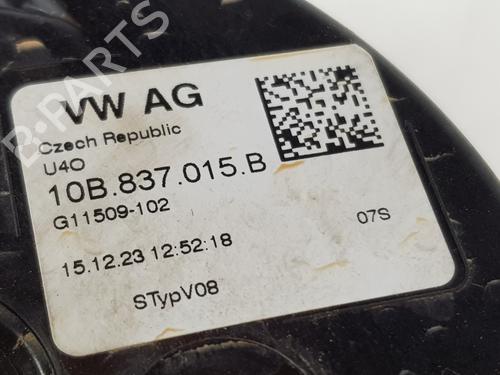 VW AG
Czech Republic
U4O
10B.837.015.B
G11509-102
15.12.23 12:52:18
07S
STypV08
B-PARTS